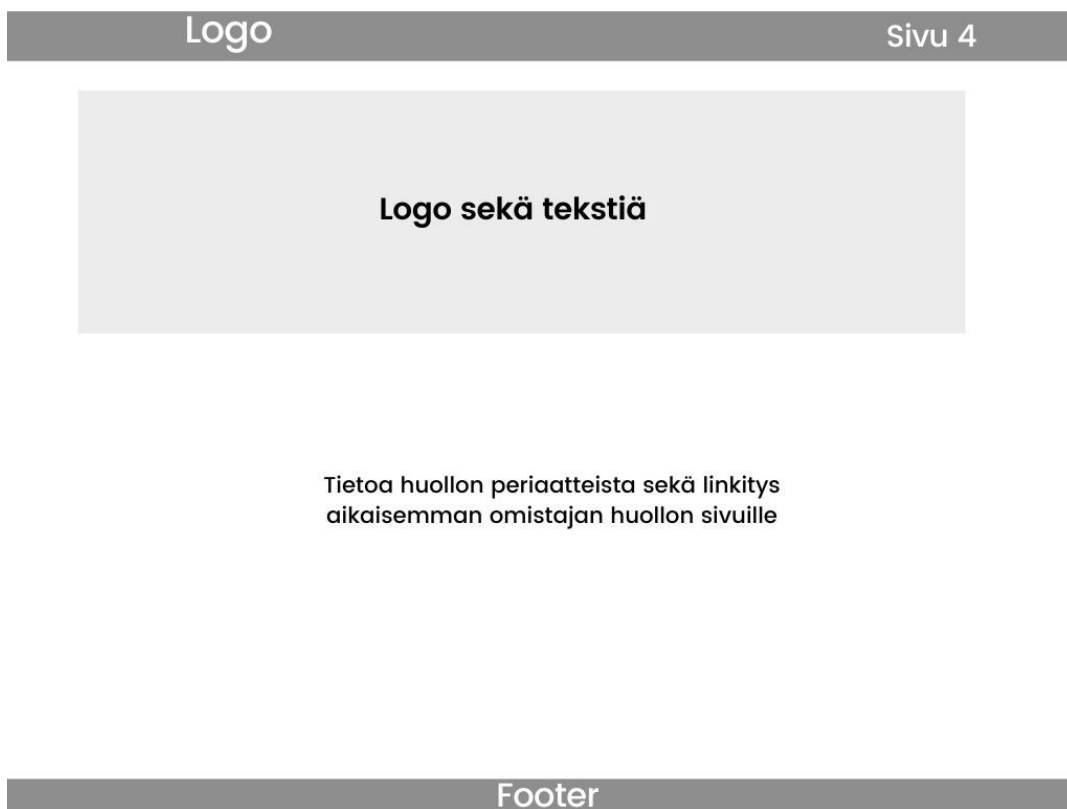 Logo
Sivu 4
Logo sekä tekstiä
Tietoa huollon periaatteista sekä linkitys
aikaisemman omistajan huollon sivuille
Footer